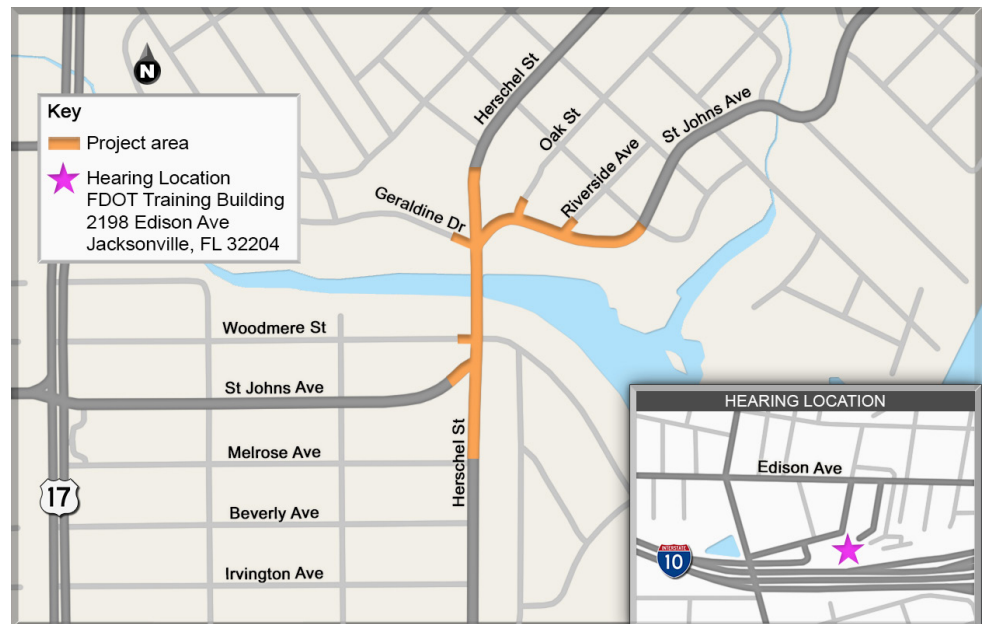 N
Key
Project area
Hearing Location
FDOT Training Building
2198 Edison Ave
Jacksonville, FL 32204
Herschel St
Oak St
St Johns Ave
Riverside Ave
Geraldine Dr
Woodmere St
St Johns Ave
Melrose Ave
Herschel St
17
Beverly Ave
Irvington Ave
HEARING LOCATION
Edison Ave
INTERSTATE
10